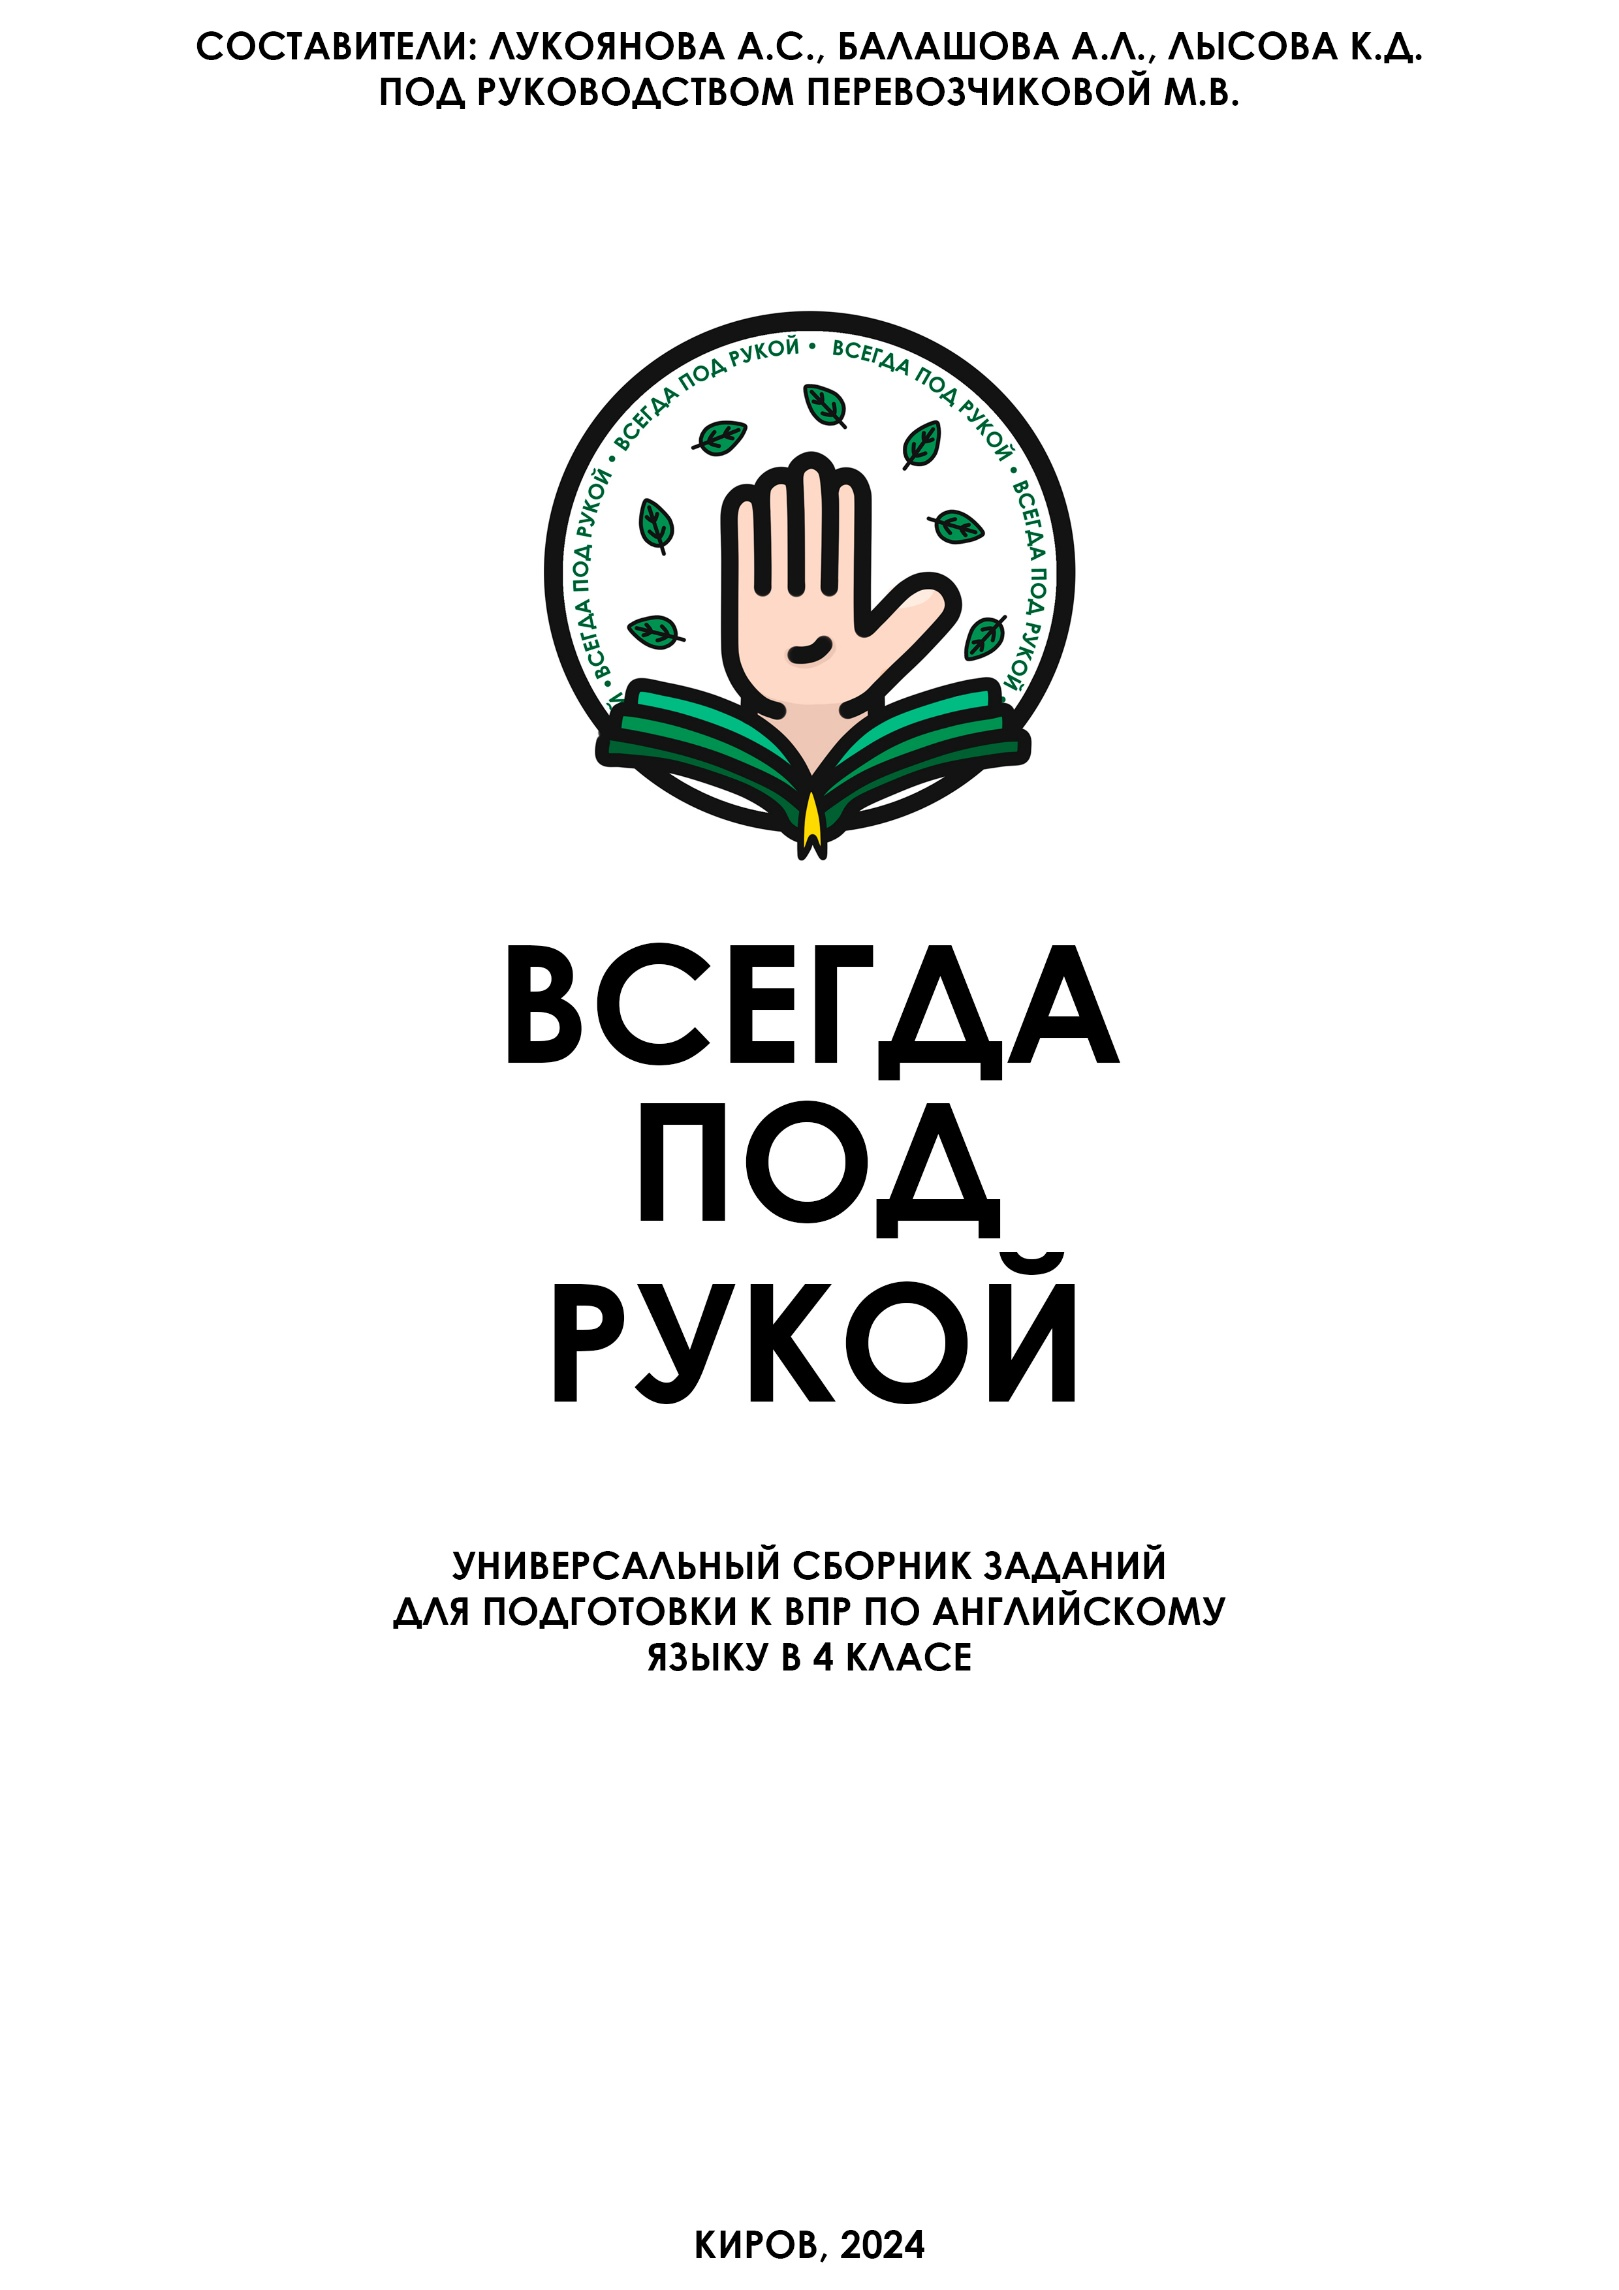 СОСТАВИТЕЛИ: ЛУКОЯНОВА А.С., БАЛАШОВА А.Л., ЛЫСОВА К.Д.
ПОД РУКОВОДСТВОМ ПЕРЕВОЗЧИКОВОЙ М.В.
Й • ВСЕГДА ПОД РУКОЙ • ВСЕГДА ПОД РУКОЙ • ВСЕГДА ПОД РУКОЙ • ВСЕГДА ПОД РУКОЙ •
ВСЕГДА
ПОД
РУКОЙ
УНИВЕРСАЛЬНЫЙ СБОРНИК ЗАДАНИЙ
ДЛЯ ПОДГОТОВКИ К ВПР ПО АНГЛИЙСКОМУ
ЯЗЫКУ В 4 КЛАСЕ
КИРОВ, 2024